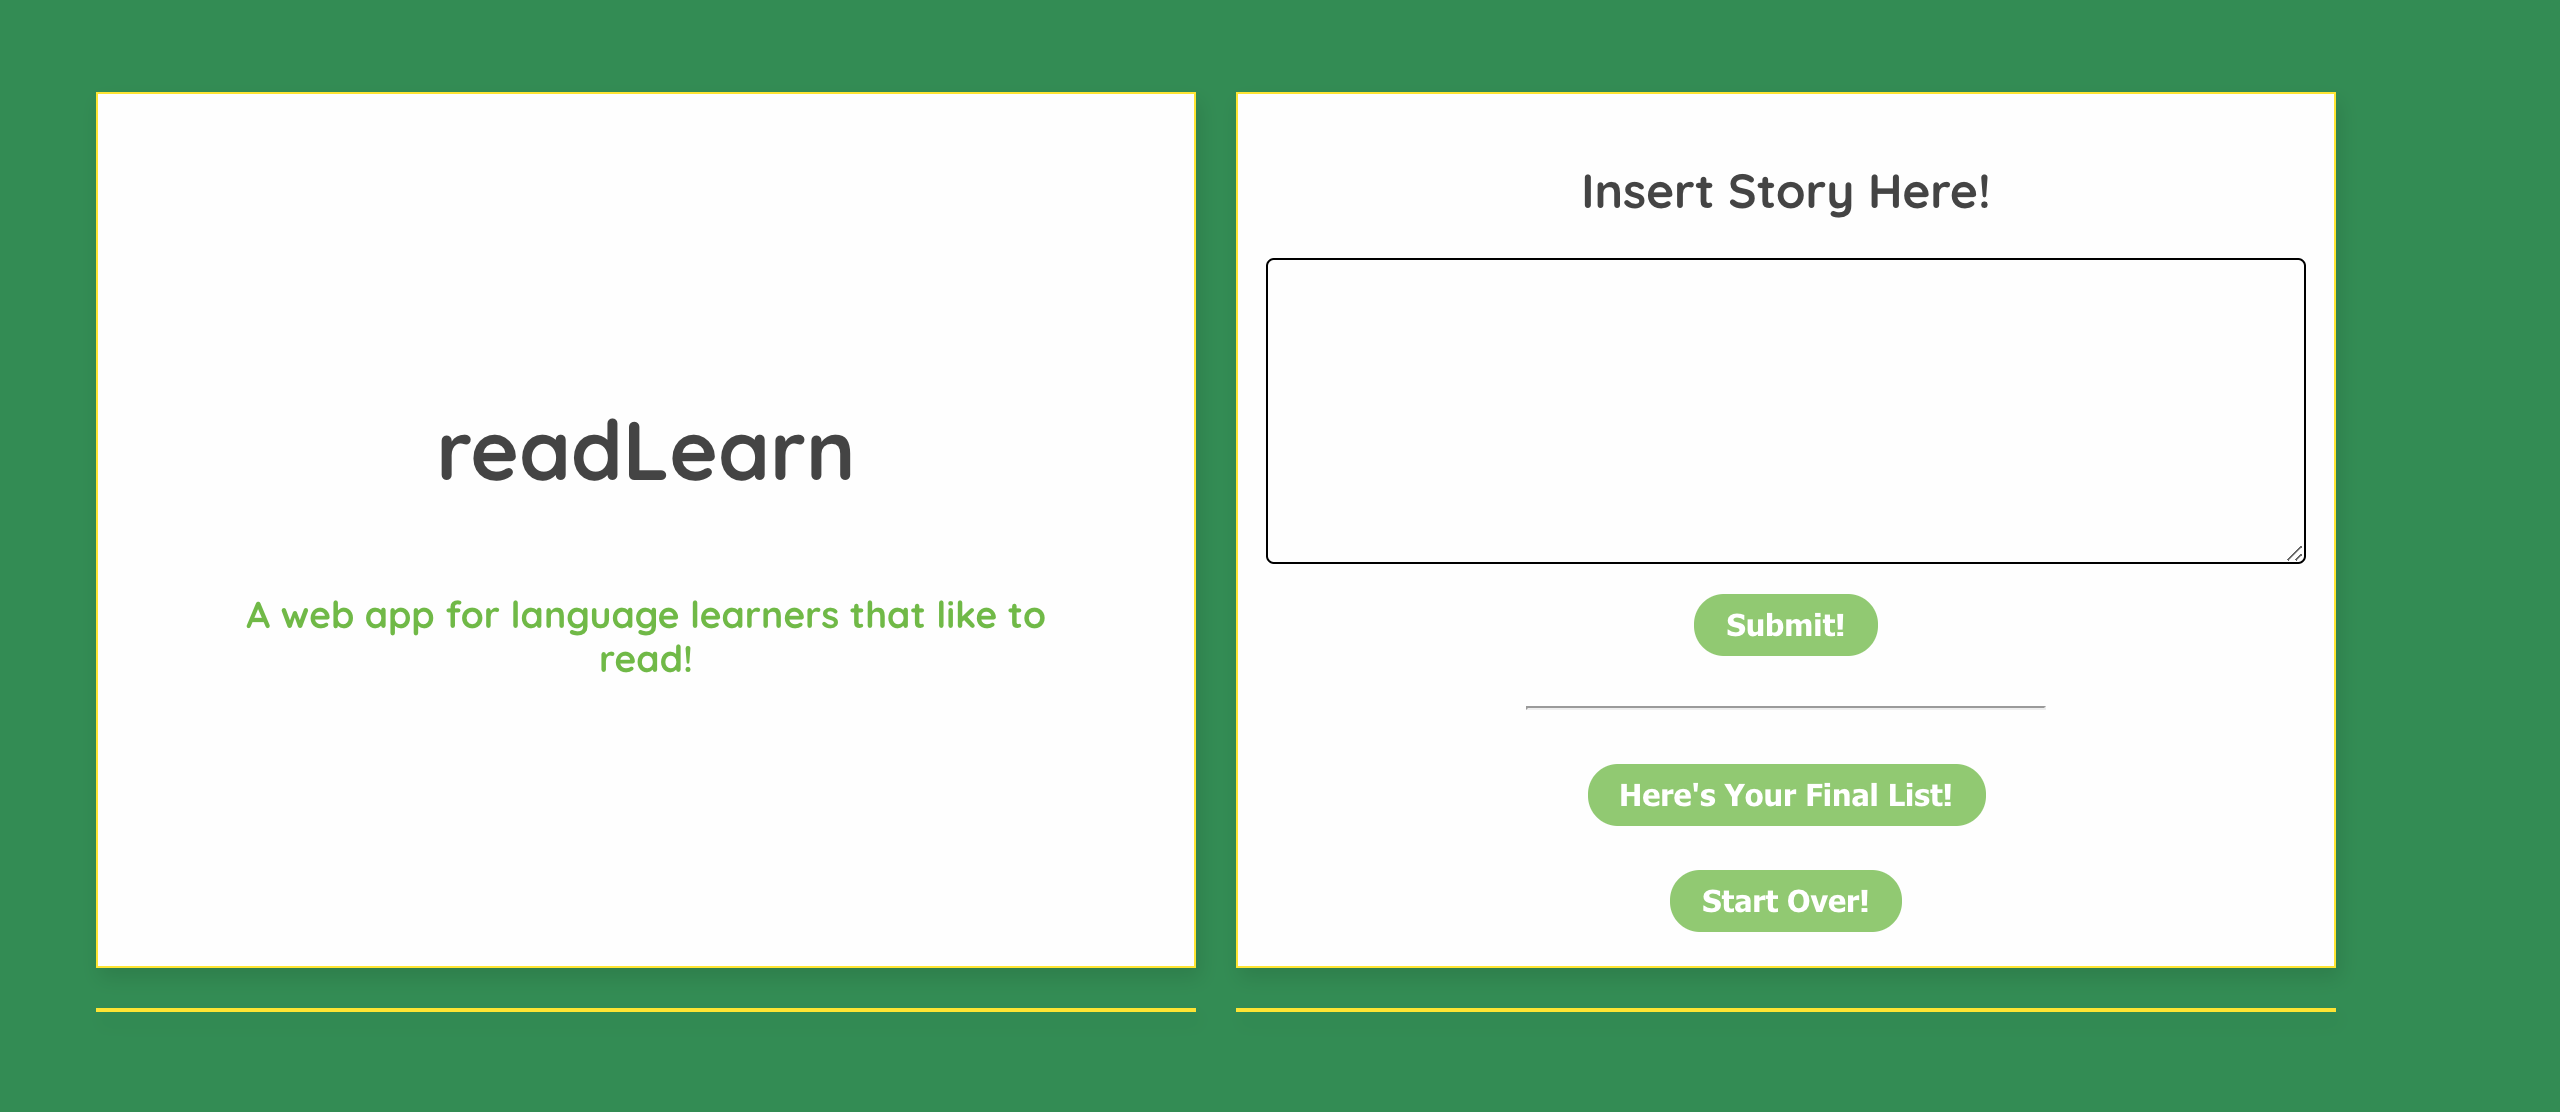 readLearn
A web app for language learners that like to
read!
Insert Story Here!
Submit!
Here's Your Final List!
Start Over!